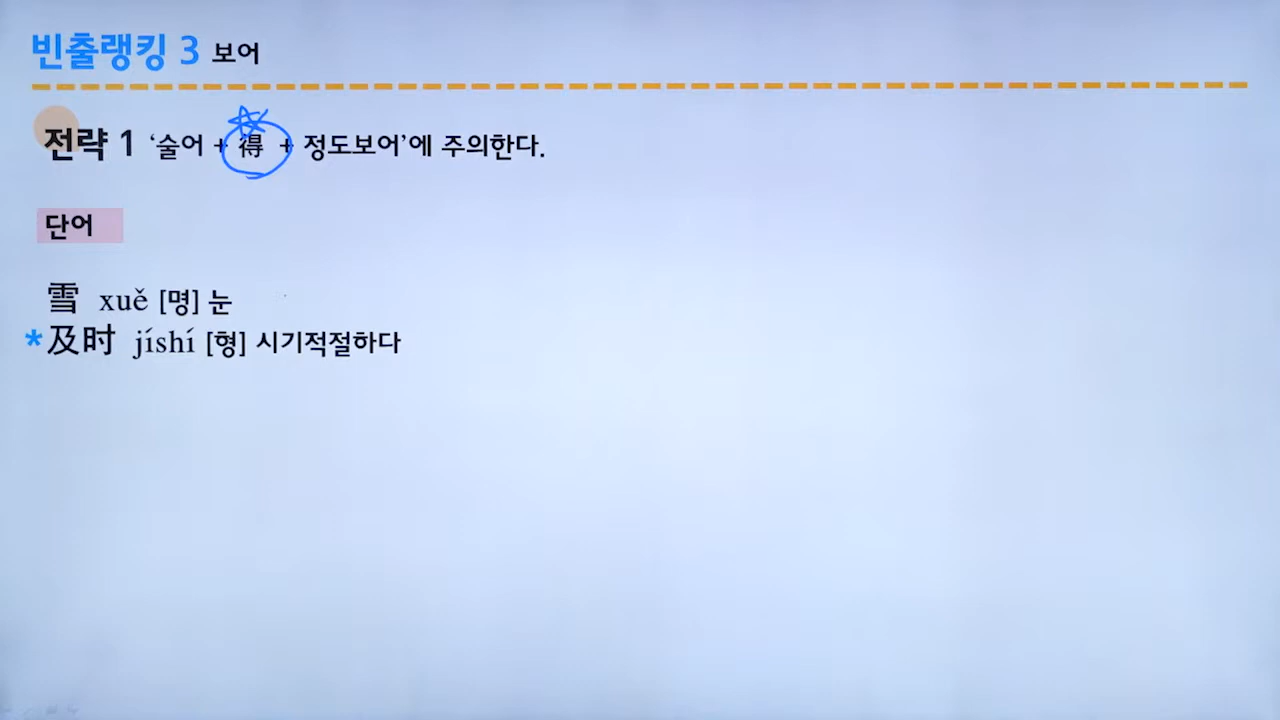 빈출랭킹 3 보어
전략 1 ‘술어 + 得 + 정도보어’에 주의한다.
단어
雪 xuě [명] 눈
*及时 jíshí [형] 시기적절하다